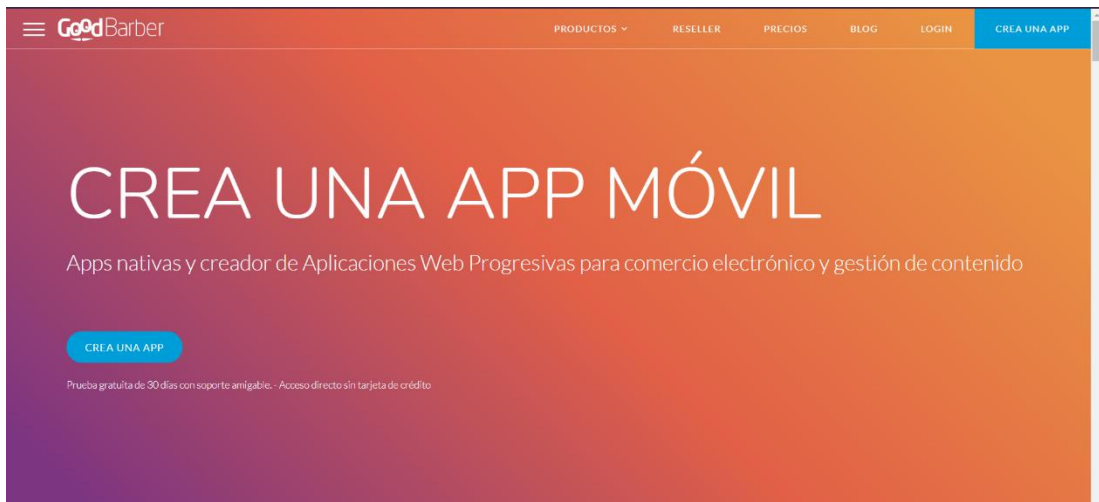 GoodBarber
PRODUCTOS
RESELLER
PRECIOS
BLOG
LOGIN
CREA UNA APP
CREA UNA APP MÓVIL
Apps nativas y creador de Aplicaciones Web Progresivas para comercio electrónico y gestión de contenido
CREA UNA APP
Prueba gratuita de 30 días con soporte amigable. - Acceso directo sin tarjeta de crédito